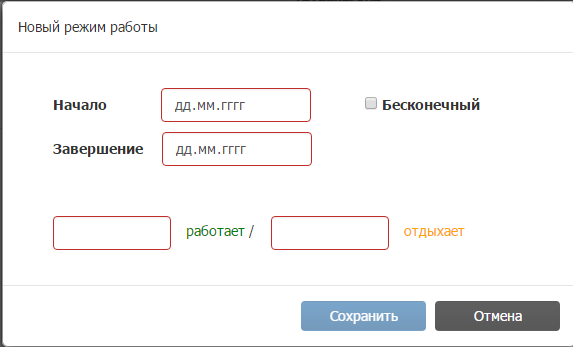 Новый режим работы
Начало дд.мм.гггг Бесконечный
Завершение дд.мм.гггг
работает / отдыхает
Сохранить Отмена